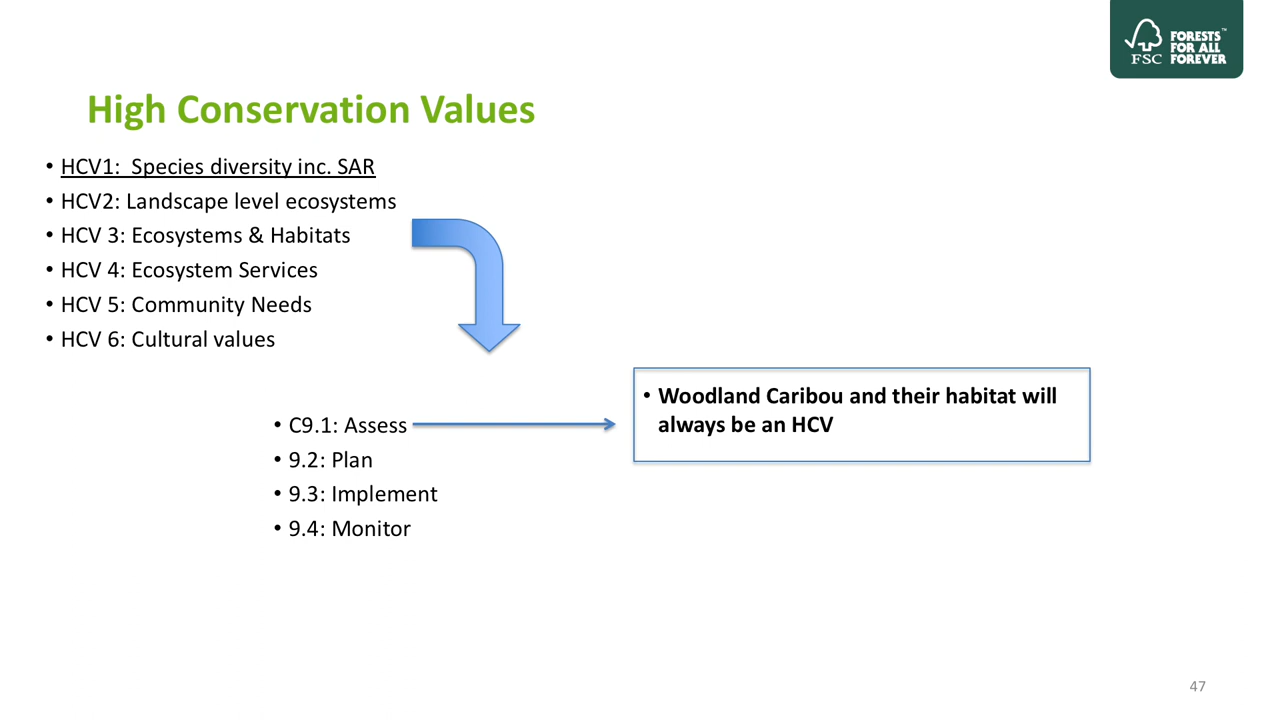 FORESTS
FOR ALL
FOREVER™
FSC
High Conservation Values
• HCV1:  Species diversity inc. SAR
• HCV2: Landscape level ecosystems
• HCV 3: Ecosystems & Habitats
• HCV 4: Ecosystem Services
• HCV 5: Community Needs
• HCV 6: Cultural values
• Woodland Caribou and their habitat will
always be an HCV
• C9.1: Assess
• 9.2: Plan
• 9.3: Implement
• 9.4: Monitor
47